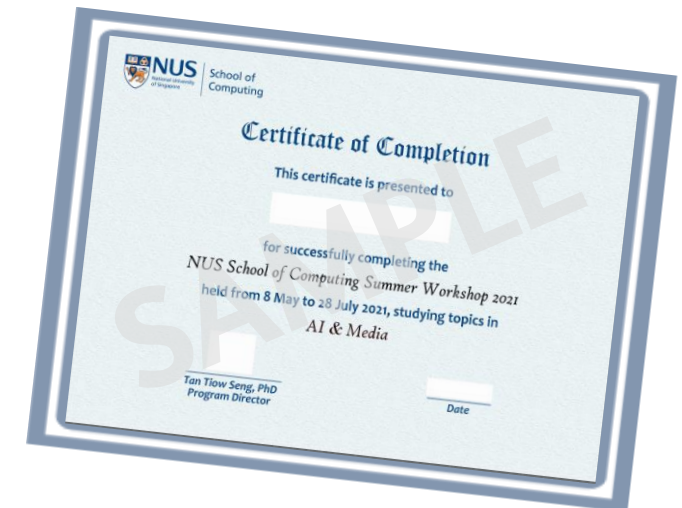 NUS
National University
of Singapore
School of
Computing
Certificate of Completion
This certificate is presented to
for successfully completing the
NUS School of Computing Summer Workshop 2021
held from 8 May to 28 July 2021, studying topics in
AI & Media
Tan Tiow Seng, PhD
Program Director
Date
SAMPLE